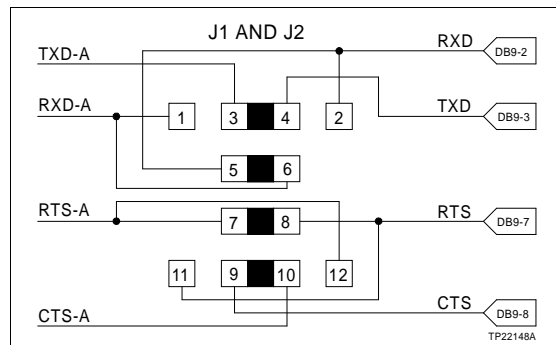 J1 AND J2
TXD-A
RXD
DB9-2
RXD-A
1
3
4
2
TXD
DB9-3
5
6
RTS-A
7
8
RTS
DB9-7
11
9
10
12
CTS-A
CTS
DB9-8
TP22148A